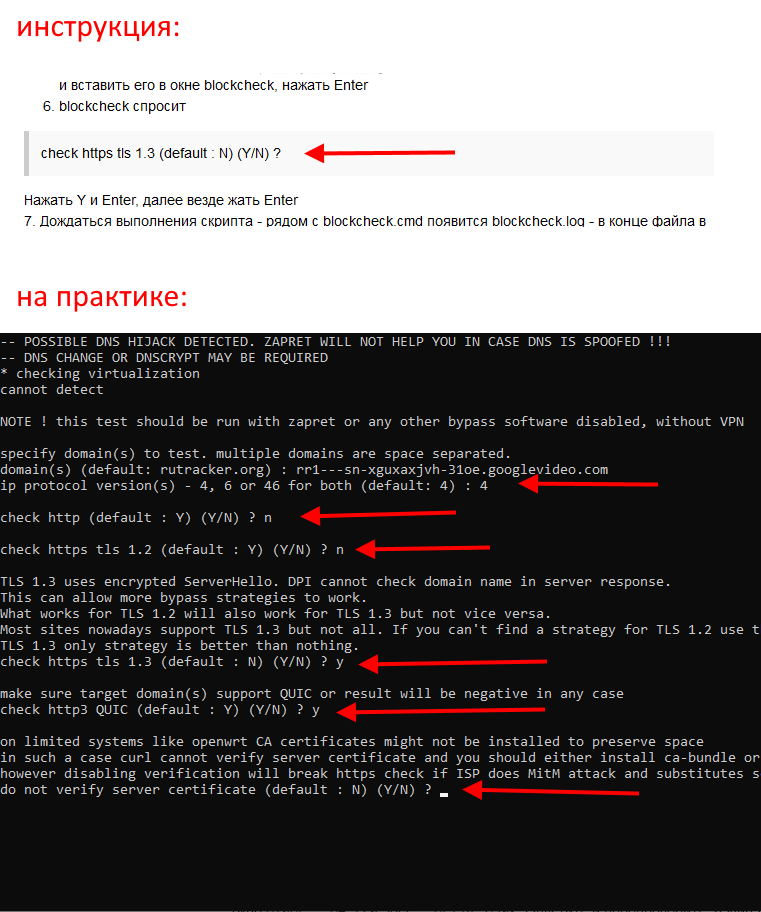 инструкция:
и вставить его в окне blockcheck, нажать Enter
6. blockcheck спросит
check https tls 1.3 (default : N) (Y/N) ?
Нажать Y и Enter, далее везде жать Enter
7. Дождаться выполнения скрипта - рядом с blockcheck.cmd появится blockcheck.log - в конце файла в
на практике:
-- POSSIBLE DNS HIJACK DETECTED. ZAPRET WILL NOT HELP YOU IN CASE DNS IS SPOOFED !!!
-- DNS CHANGE OR DNSCRYPT MAY BE REQUIRED
* checking virtualization
cannot detect
NOTE ! this test should be run with zapret or any other bypass software disabled, without VPN
specify domain(s) to test. multiple domains are space separated.
domain(s) (default: rutracker.org) : rr1---sn-xguxaxjvh-31oe.googlevideo.com
ip protocol version(s) - 4, 6 or 46 for both (default: 4) : 4
check http (default : Y) (Y/N) ? n
check https tls 1.2 (default : Y) (Y/N) ? n
TLS 1.3 uses encrypted ServerHello. DPI cannot check domain name in server response.
This can allow more bypass strategies to work.
What works for TLS 1.2 will also work for TLS 1.3 but not vice versa.
Most sites nowadays support TLS 1.3 but not all. If you can't find a strategy for TLS 1.2 use t
TLS 1.3 only strategy is better than nothing.
check https tls 1.3 (default : N) (Y/N) ? y
make sure target domain(s) support QUIC or result will be negative in any case
check http3 QUIC (default : Y) (Y/N) ? y
on limited systems like openwrt CA certificates might not be installed to preserve space
in such a case curl cannot verify server certificate and you should either install ca-bundle or
however disabling verification will break https check if ISP does MitM attack and substitutes s
do not verify server certificate (default : N) (Y/N) ?